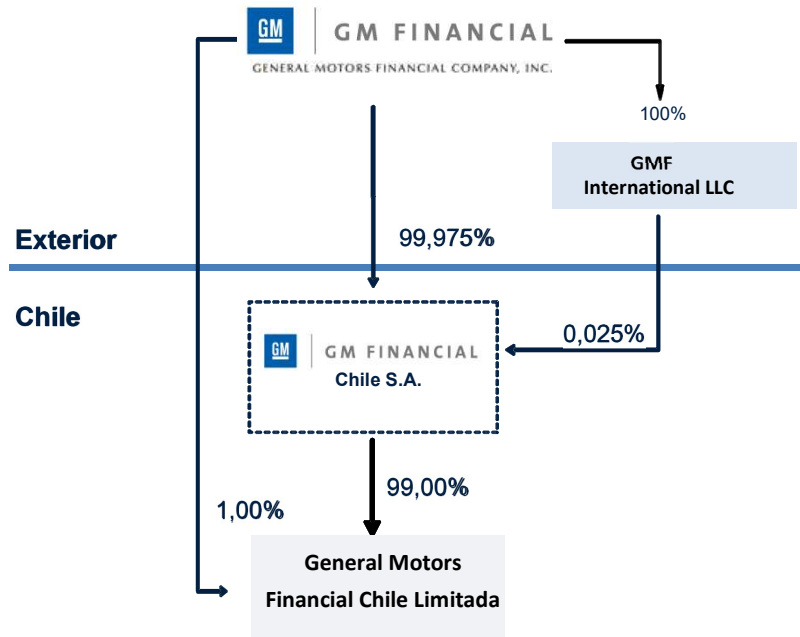 GM GM FINANCIAL
GENERAL MOTORS FINANCIAL COMPANY, INC.
100%
GMF
International LLC
Exterior
99,975%
Chile
0,025%
GM GM FINANCIAL
Chile S.A.
99,00%
1,00%
General Motors
Financial Chile Limitada